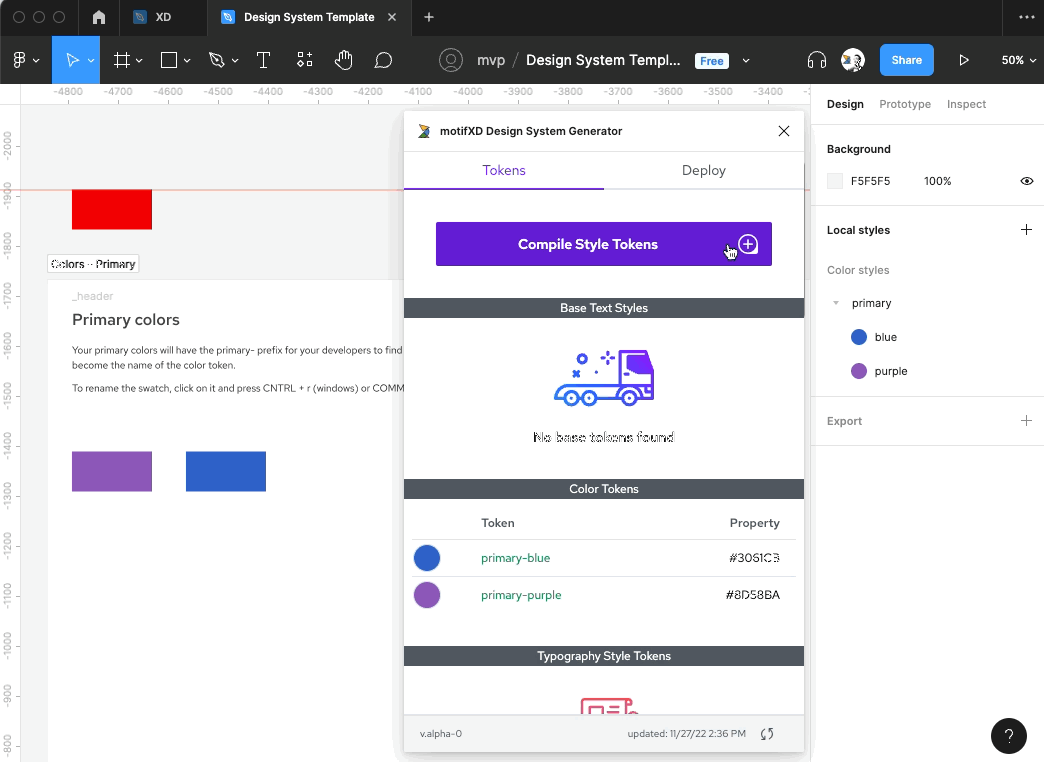 XD
Design System Template
mvp / Design System Templ... Free
Share
50%
-4800 -4700 -4600 -4500 -4400 -4300 -4200 -4100 -4000 -3900 -3800 -3700 -3600 -3500 -3400
Design Prototype Inspect
-2000
-1900
-1800
-1700
-1600
-1500
-1400
-1300
-1200
-1100
-1000
-900
-800
Colors - Primary
_header
Primary colors
Your primary colors will have the primary- prefix for your developers to find
become the name of the color token.
To rename the swatch, click on it and press CNTRL + r (windows) or COMM
motifXD Design System Generator
Tokens Deploy
Compile Style Tokens
Base Text Styles
No base tokens found
Color Tokens
Token Property
primary-blue #3061CB
primary-purple #8D58BA
Typography Style Tokens
v.alpha-0 updated: 11/27/22 2:36 PM
Background
F5F5F5 100%
Local styles
Color styles
primary
blue
purple
Export
?